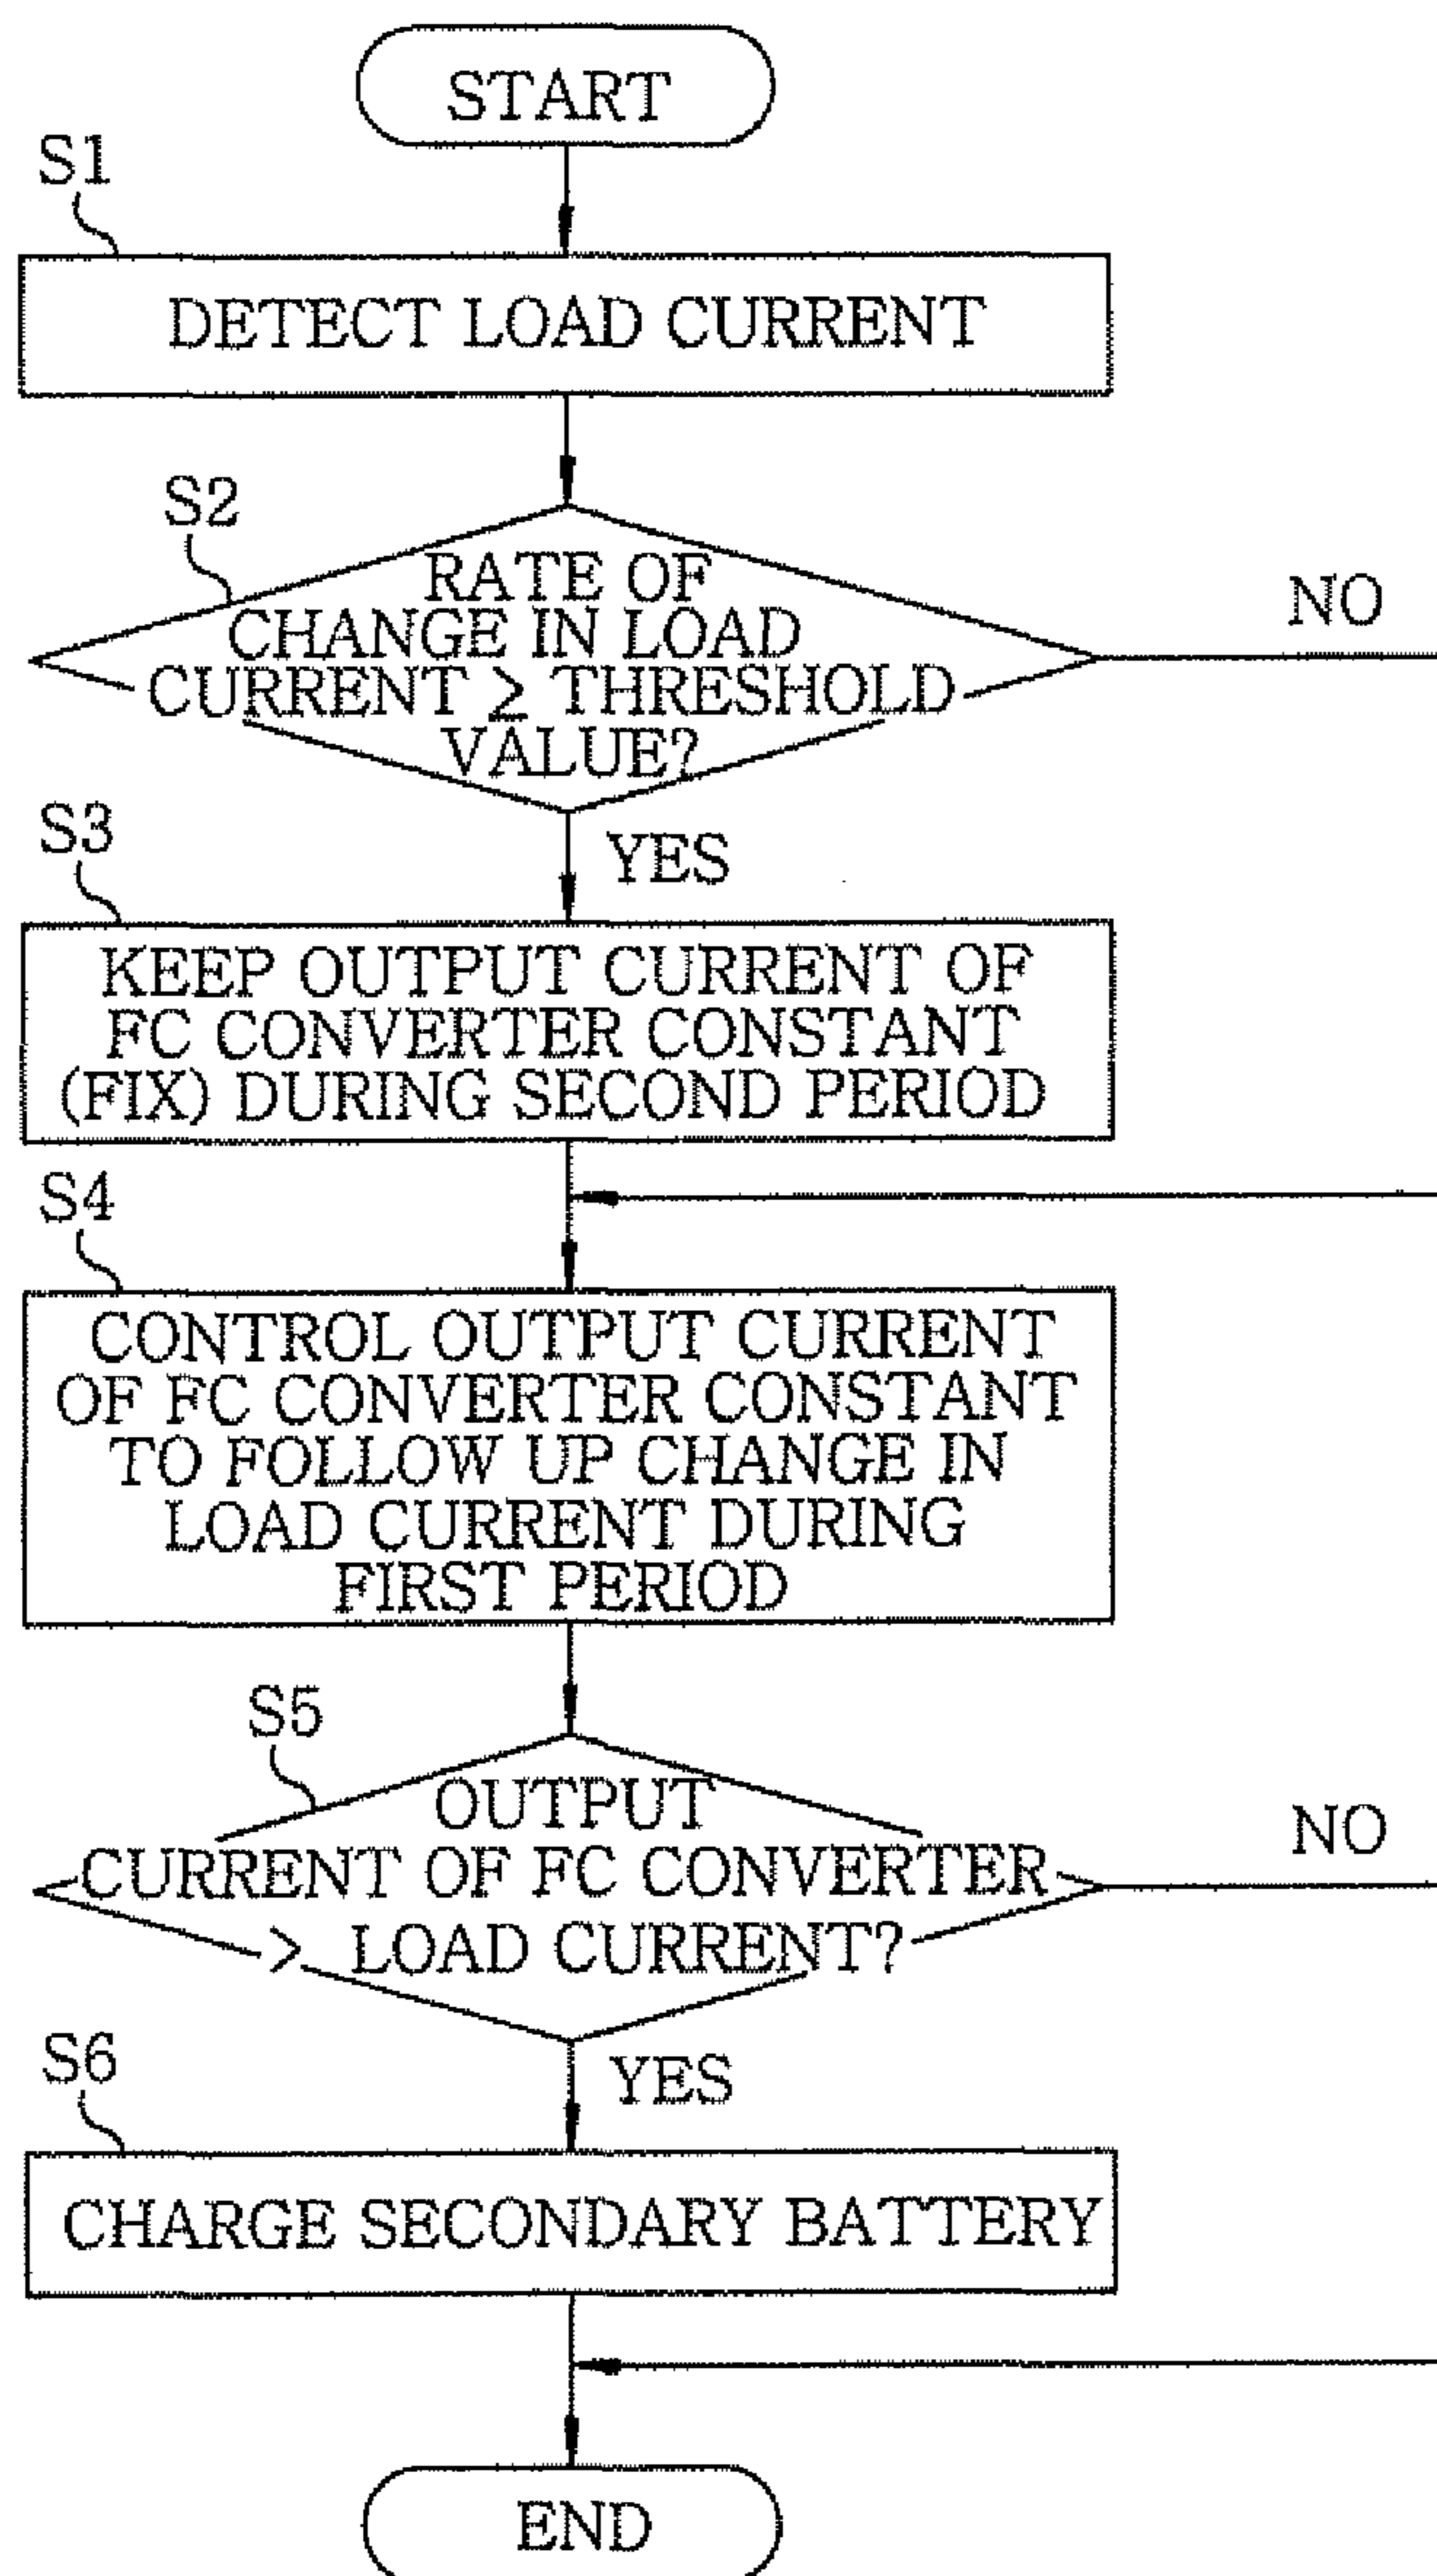 START
S1
DETECT LOAD CURRENT
S2
RATE OF
CHANGE IN LOAD
CURRENT ≥ THRESHOLD
VALUE?
NO
YES
S3
KEEP OUTPUT CURRENT OF
FC CONVERTER CONSTANT
(FIX) DURING SECOND PERIOD
S4
CONTROL OUTPUT CURRENT
OF FC CONVERTER CONSTANT
TO FOLLOW UP CHANGE IN
LOAD CURRENT DURING
FIRST PERIOD
S5
OUTPUT
CURRENT OF FC CONVERTER
> LOAD CURRENT?
NO
YES
S6
CHARGE SECONDARY BATTERY
END